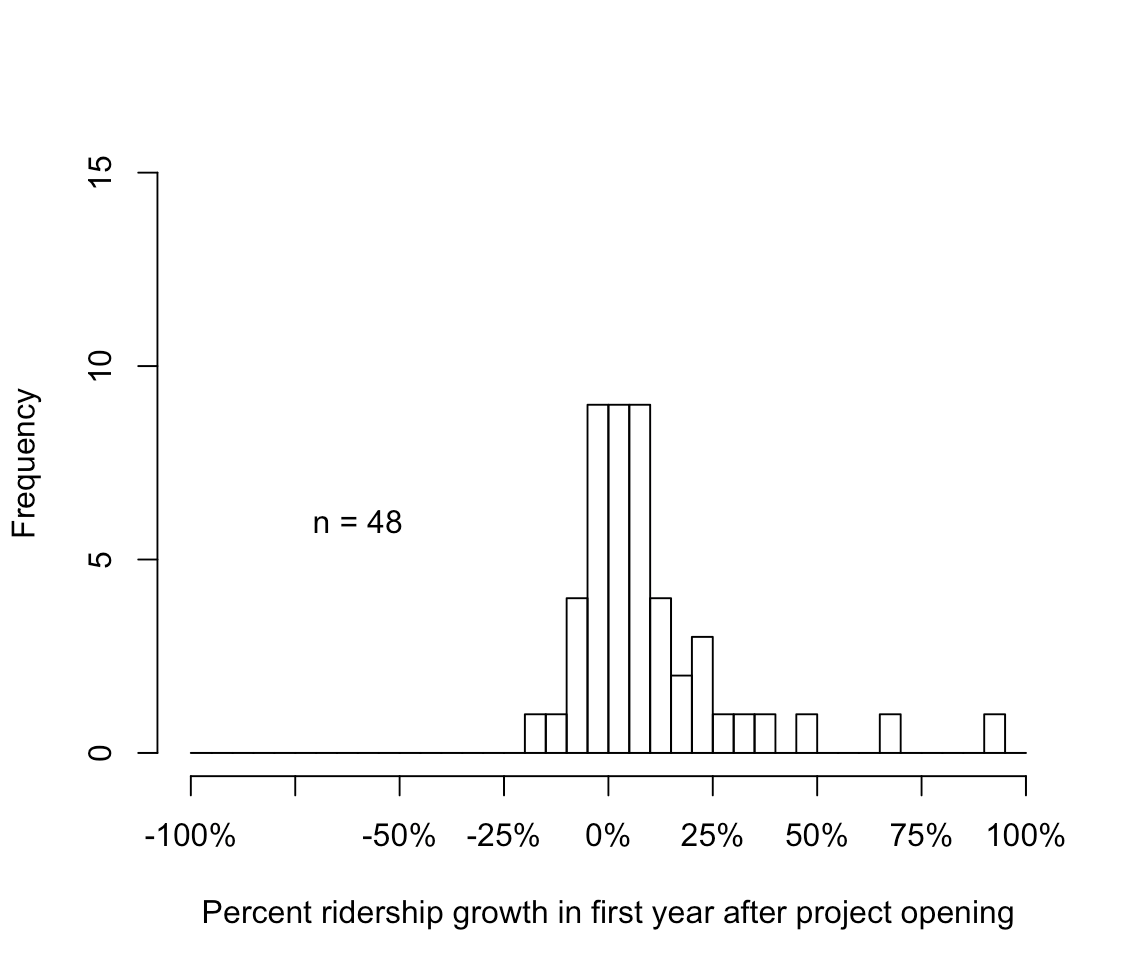 15
10
5
0
Frequency
n = 48
-100% -50% -25% 0% 25% 50% 75% 100%
Percent ridership growth in first year after project opening